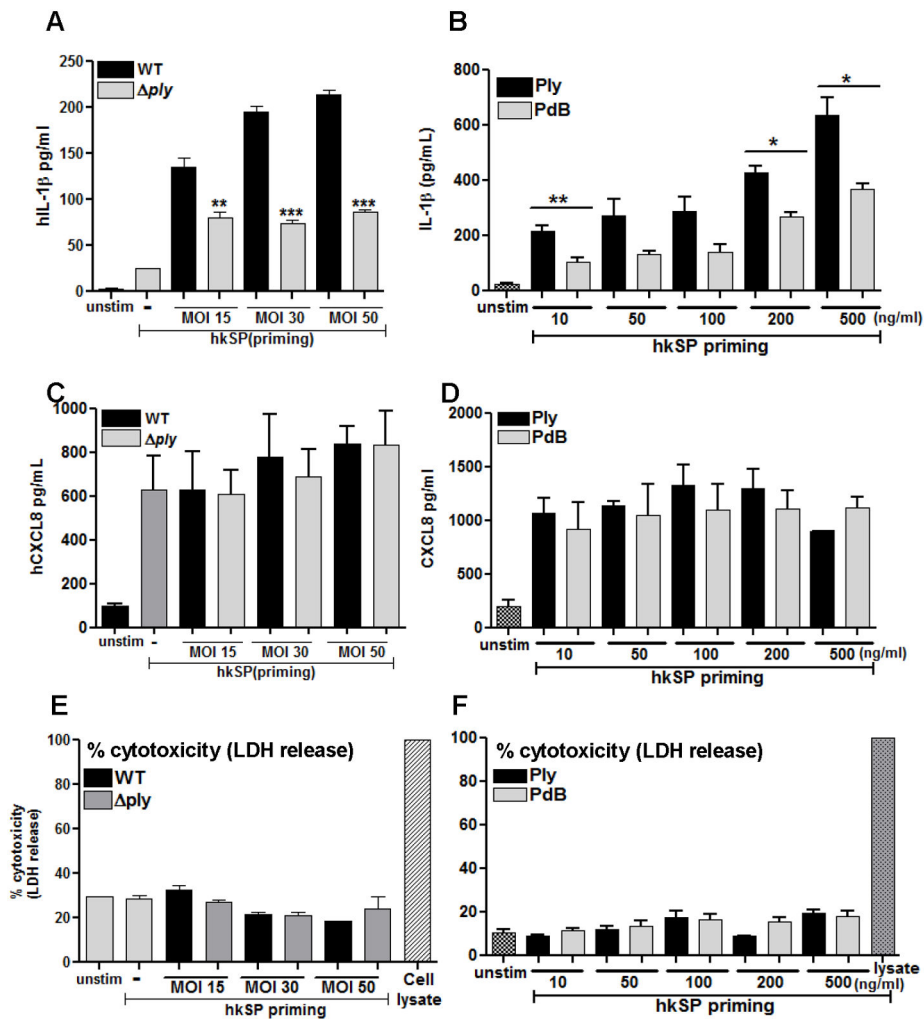 A
250
200
150
100
50
0
hIL-1β pg/ml
WT
Δply
**
***
***
unstim
-
MOI 15
MOI 30
MOI 50
hkSP(priming)
B
800
600
400
200
0
IL-1β (pg/mL)
Ply
PdB
**
*
*
unstim
10
50
100
200
500
(ng/ml)
hkSP priming
C
1000
800
600
400
200
0
hCXCL8 pg/mL
WT
Δply
unstim
-
MOI 15
MOI 30
MOI 50
hkSP(priming)
D
2000
1500
1000
500
0
CXCL8 pg/ml
Ply
PdB
unstim
10
50
100
200
500
(ng/ml)
hkSP priming
E
% cytotoxicity (LDH release)
100
80
60
40
20
0
% cytotoxicity
(LDH release)
WT
Δply
unstim
-
MOI 15
MOI 30
MOI 50
Cell
lysate
hkSP priming
F
% cytotoxicity (LDH release)
100
80
60
40
20
0
Ply
PdB
unstim
10
50
100
200
500
(ng/ml)
lysate
hkSP priming